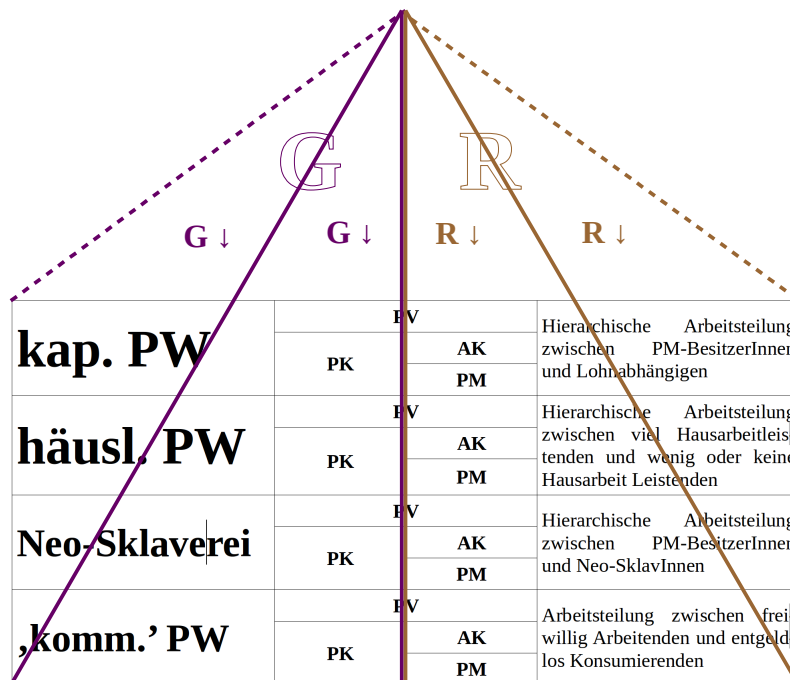 G R
G ↓ G ↓ R ↓ R ↓
kap. PW
PV
PK
AK
PM
Hierarchische Arbeitsteilung
zwischen PM-BesitzerInnen
und Lohnabhängigen
häusl. PW
PV
PK
AK
PM
Hierarchische Arbeitsteilung
zwischen viel Hausarbeitleis
tenden und wenig oder keine
Hausarbeit Leistenden
Neo-Sklaverei
PV
PK
AK
PM
Hierarchische Arbeitsteilung
zwischen PM-BesitzerInnen
und Neo-SklavInnen
‚komm.’ PW
PV
PK
AK
PM
Arbeitsteilung zwischen frei
willig Arbeitenden und entgeld
los Konsumierenden